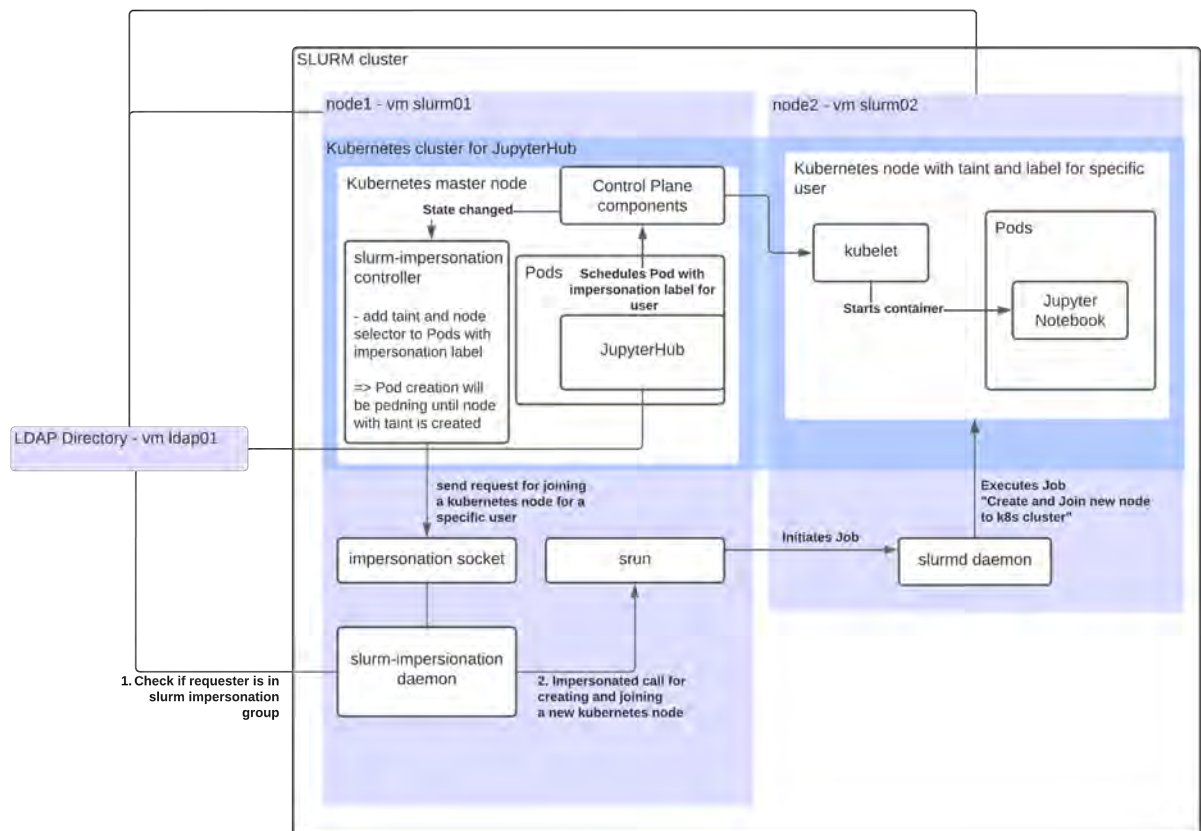 SLURM cluster
node1 - vm slurm01
node2 - vm slurm02
Kubernetes cluster for JupyterHub
Kubernetes master node
Control Plane
components
State changed
slurm-impersonation
controller
- add taint and node
selector to Pods with
impersonation label
=> Pod creation will
be pedning until node
with taint is created
Pods
Schedules Pod with
impersonation label for
user
JupyterHub
Kubernetes node with taint and label for specific
user
kubelet
Starts container
Pods
Jupyter
Notebook
LDAP Directory - vm ldap01
send request for joining
a kubernetes node for a
specific user
Executes Job
"Create and Join new node
to k8s cluster"
impersonation socket
srun
Initiates Job
slurmd daemon
slurm-impersionation
daemon
1. Check if requester is in
slurm impersonation
group
2. Impersonated call for
creating and joining
a new kubernetes node